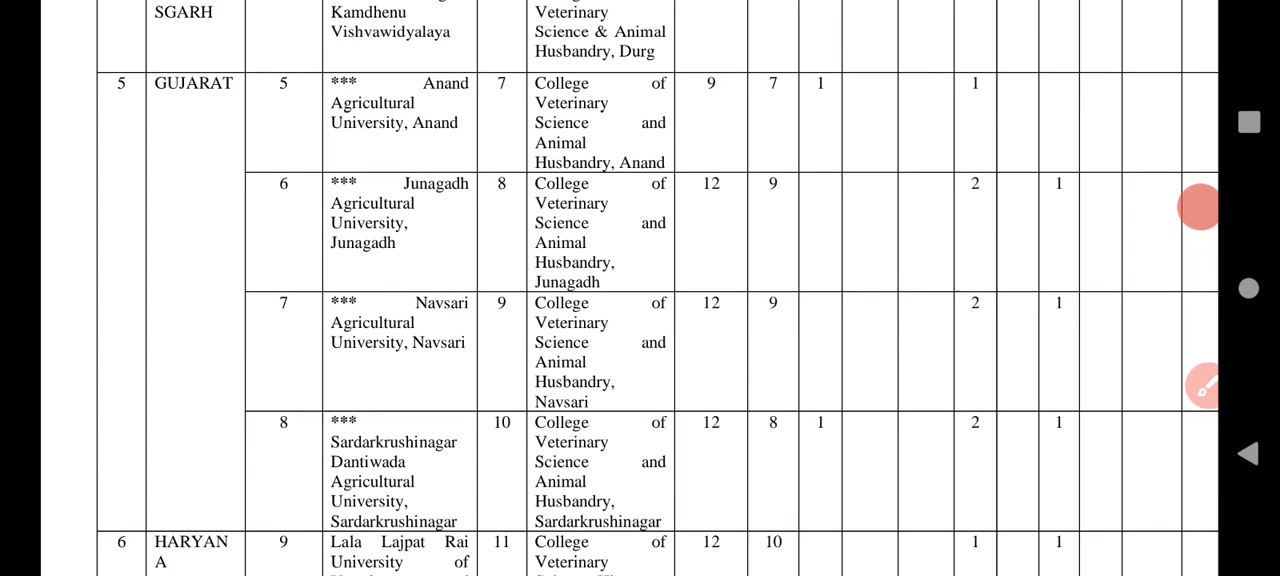 SGARH Kamdhenu Veterinary
Vishvawidyalaya Science & Animal
Husbandry, Durg
5 GUJARAT 5 *** Anand 7 College of 9 7 1 1
Agricultural Veterinary
University, Anand Science and
Animal
Husbandry, Anand
6 *** Junagadh 8 College of 12 9 2 1
Agricultural Veterinary
University, Science and
Junagadh Animal
Husbandry,
Junagadh
7 *** Navsari 9 College of 12 9 2 1
Agricultural Veterinary
University, Navsari Science and
Animal
Husbandry,
Navsari
8 *** 10 College of 12 8 1 2 1
Sardarkrushinagar Veterinary
Dantiwada Science and
Agricultural Animal
University, Husbandry,
Sardarkrushinagar Sardarkrushinagar
6 HARYAN 9 Lala Lajpat Rai 11 College of 12 10 1 1
A University of Veterinary